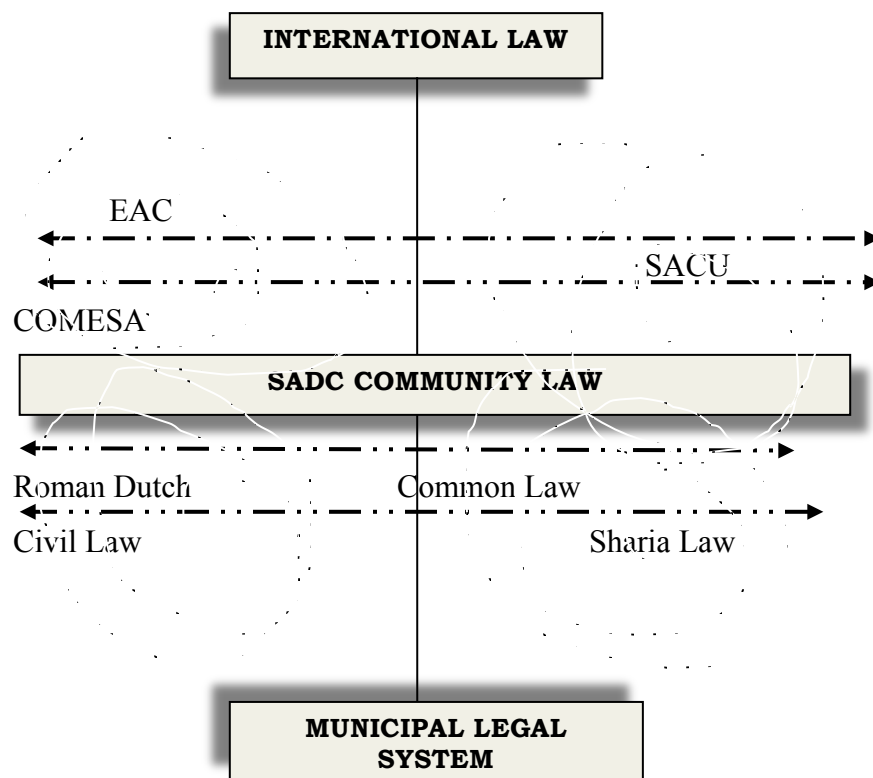 INTERNATIONAL LAW
EAC
SACU
COMESA
SADC COMMUNITY LAW
Roman Dutch Common Law
Civil Law Sharia Law
MUNICIPAL LEGAL
SYSTEM